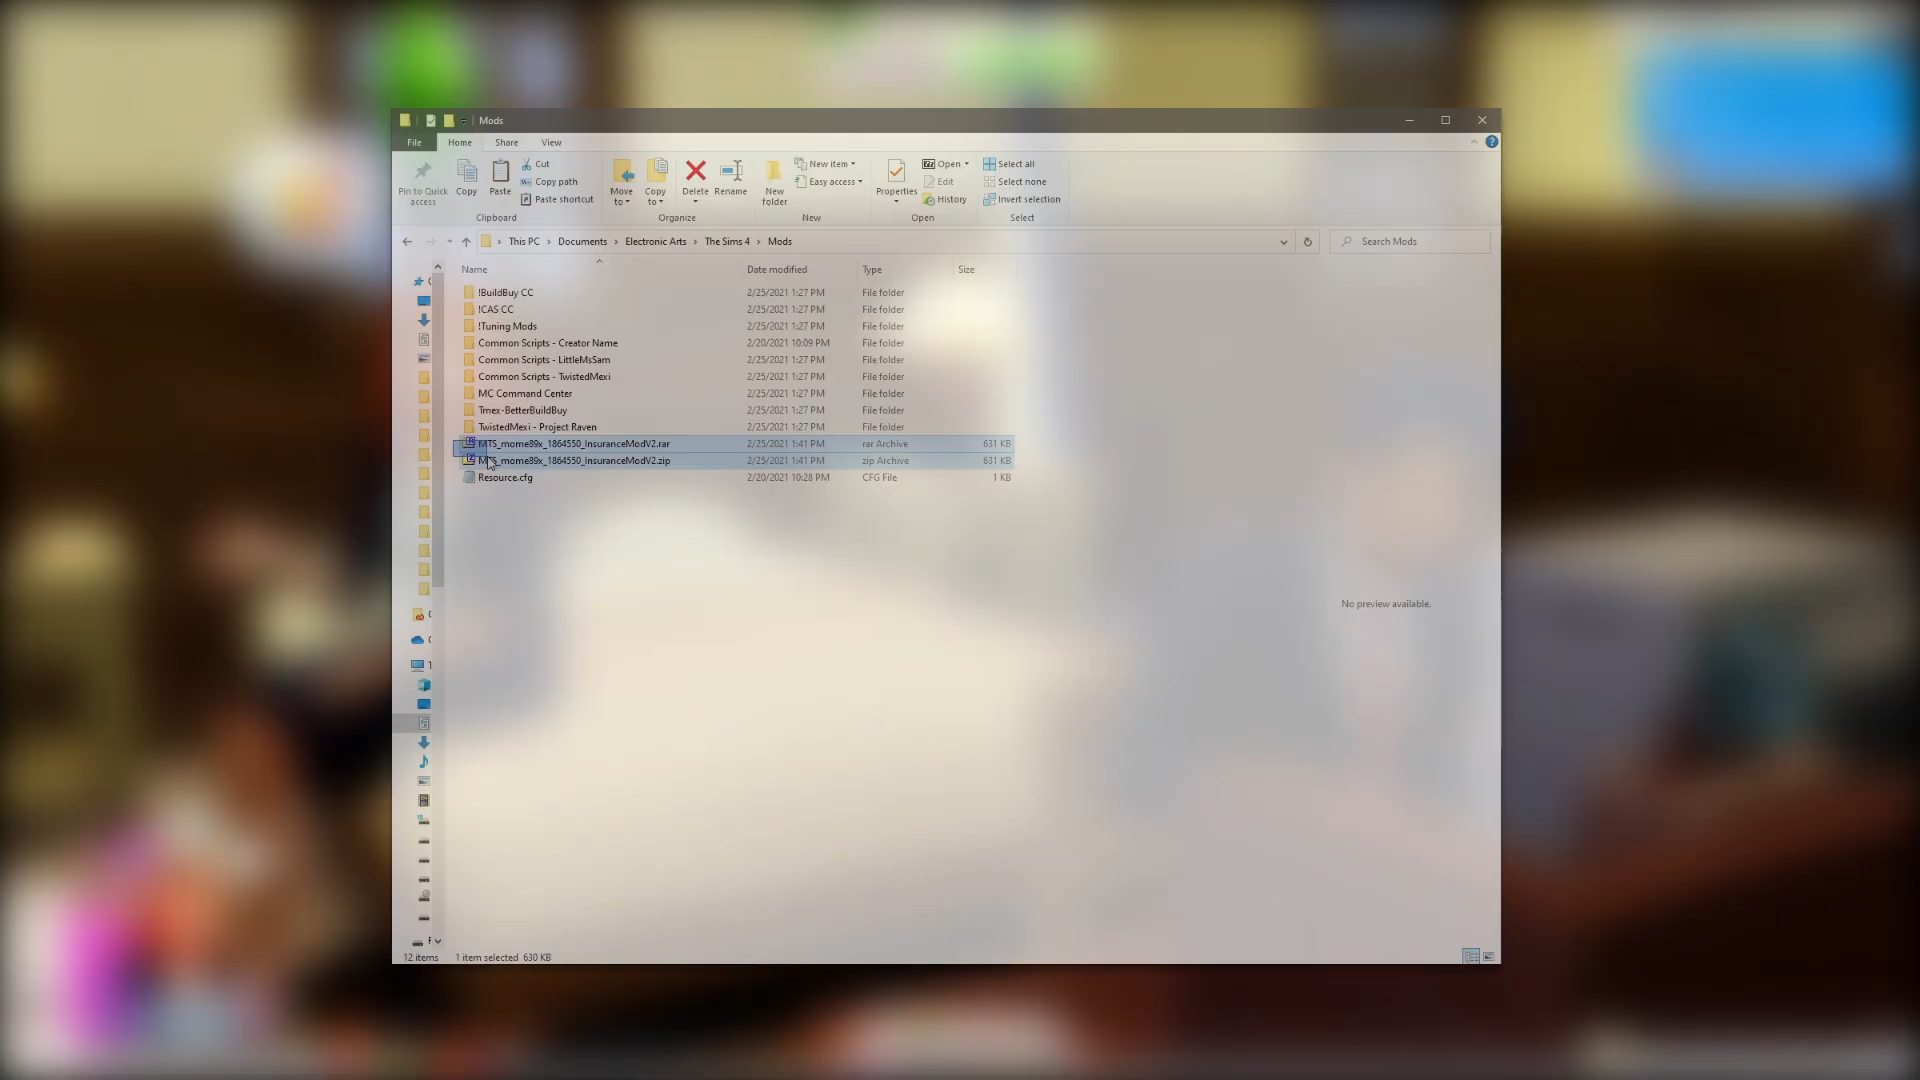 Mods
File Home Share View
Pin to Quick access
Copy
Paste
Cut
Copy path
Paste shortcut
Clipboard
Move to
Copy to
Delete
Rename
Organize
New folder
New item
Easy access
New
Properties
Open
Edit
History
Open
Select all
Select none
Invert selection
Select
This PC > Documents > Electronic Arts > The Sims 4 > Mods
Search Mods
Name Date modified Type Size
!BuildBuy CC 2/25/2021 1:27 PM File folder
!CAS CC 2/25/2021 1:27 PM File folder
!Tuning Mods 2/25/2021 1:27 PM File folder
Common Scripts - Creator Name 2/20/2021 10:09 PM File folder
Common Scripts - LittleMsSam 2/25/2021 1:27 PM File folder
Common Scripts - TwistedMexi 2/25/2021 1:27 PM File folder
MC Command Center 2/25/2021 1:27 PM File folder
Tmex-BetterBuildBuy 2/25/2021 1:27 PM File folder
TwistedMexi - Project Raven 2/25/2021 1:27 PM File folder
MTS_mome89x_1864550_InsuranceModV2.rar 2/25/2021 1:41 PM rar Archive 631 KB
MTS_mome89x_1864550_InsuranceModV2.zip 2/25/2021 1:41 PM zip Archive 631 KB
Resource.cfg 2/20/2021 10:28 PM CFG File 1 KB
No preview available.
12 items 1 item selected 630 KB